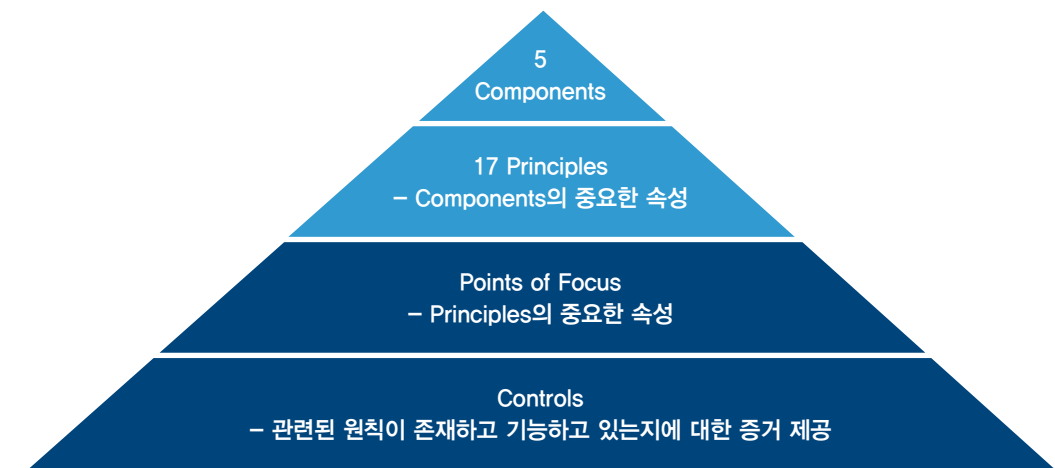 5
Components
17 Principles
– Components의 중요한 속성
Points of Focus
– Principles의 중요한 속성
Controls
– 관련된 원칙이 존재하고 기능하고 있는지에 대한 증거 제공